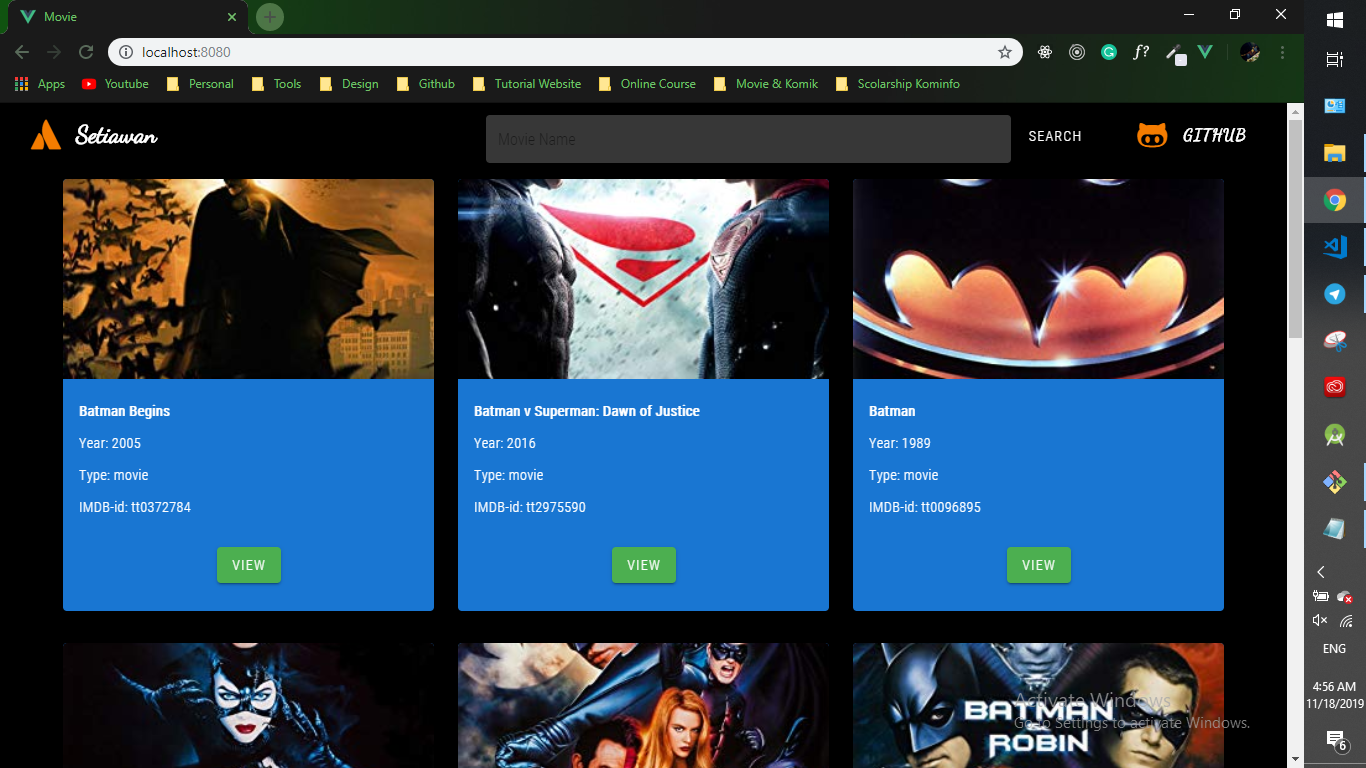 Movie
localhost:8080
f?
Apps
Youtube
Personal
Tools
Design
Github
Tutorial Website
Online Course
Movie & Komik
Scolarship Kominfo
Setiawan
Movie Name
SEARCH
GITHUB
Batman Begins
Year: 2005
Type: movie
IMDB-id: tt0372784
VIEW
Batman v Superman: Dawn of Justice
Year: 2016
Type: movie
IMDB-id: tt2975590
VIEW
Batman
Year: 1989
Type: movie
IMDB-id: tt0096895
VIEW
BATMAN
ROBIN
Activate Windows
Go to Settings to activate Windows.
ENG
4:56 AM
11/18/2019
6